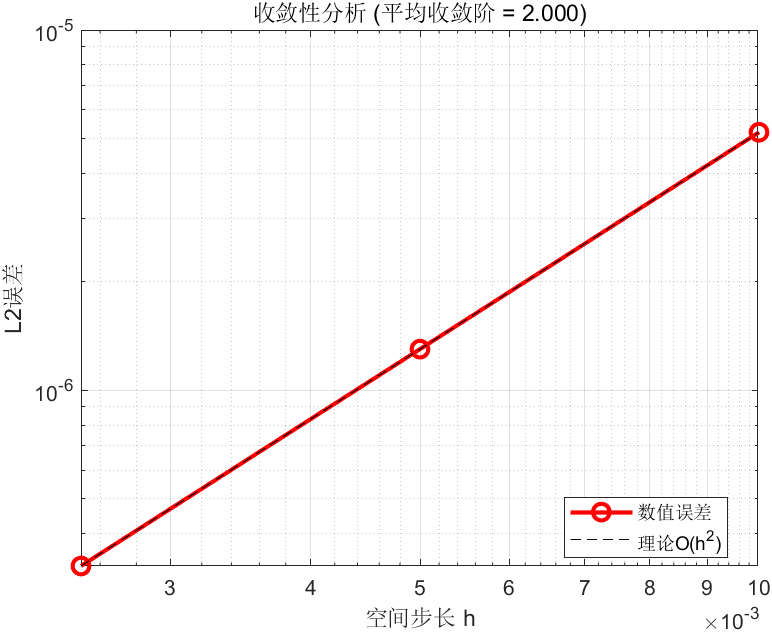 收敛性分析 (平均收敛阶 = 2.000)
10^-5
10^-6
L2误差
3 4 5 6 7 8 9 10
×10^-3
空间步长 h
数值误差
理论O(h^2)